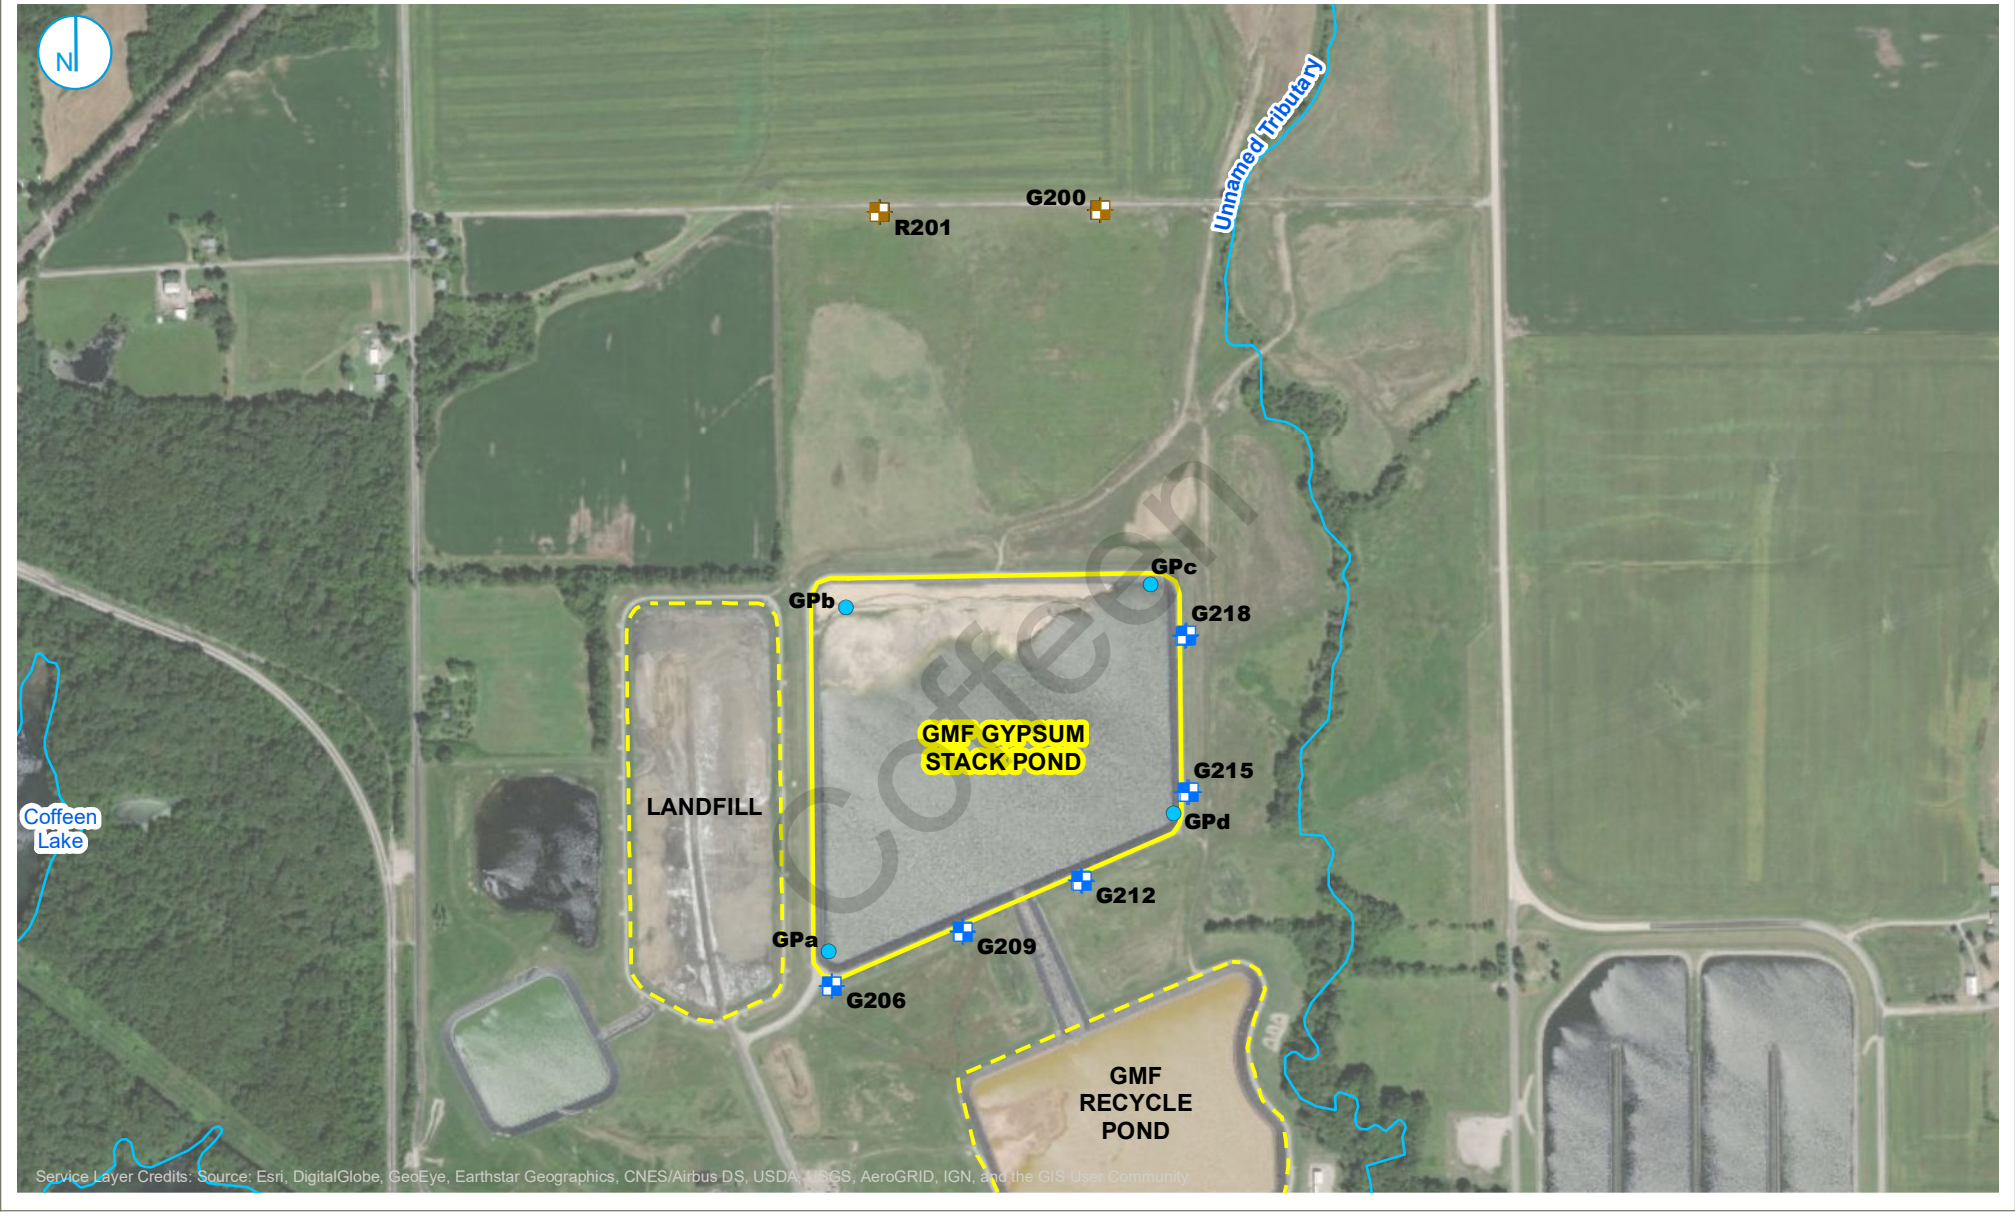 N
Unnamed Tributary
G200
R201
GPc
GPb
G218
GMF GYPSUM
STACK POND
G215
LANDFILL
Coffeen
Lake
GPd
G212
GPa
G209
G206
GMF
RECYCLE
POND
Coffeen
Service Layer Credits: Source: Esri, DigitalGlobe, GeoEye, Earthstar Geographics, CNES/Airbus DS, USDA, USGS, AeroGRID, IGN, and the GIS User Community